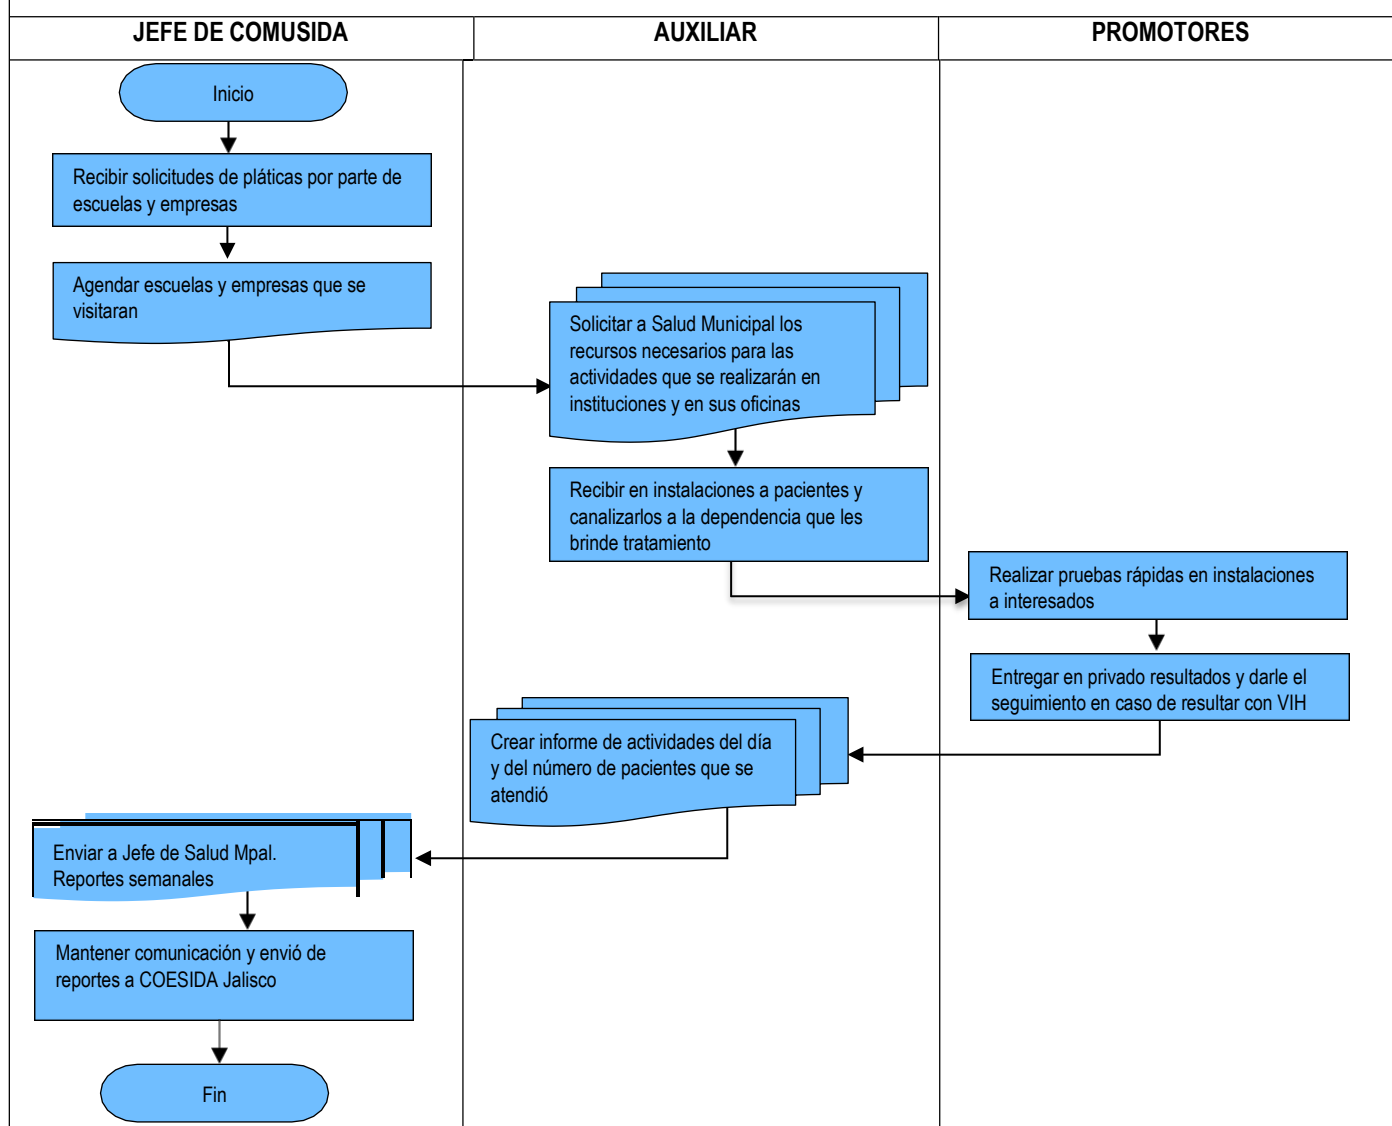 JEFE DE COMUSIDA
AUXILIAR
PROMOTORES
Inicio
Recibir solicitudes de pláticas por parte de
escuelas y empresas
Agendar escuelas y empresas que se
visitaran
Solicitar a Salud Municipal los
recursos necesarios para las
actividades que se realizarán en
instituciones y en sus oficinas
Recibir en instalaciones a pacientes y
canalizarlos a la dependencia que les
brinde tratamiento
Realizar pruebas rápidas en instalaciones
a interesados
Entregar en privado resultados y darle el
seguimiento en caso de resultar con VIH
Crear informe de actividades del día
y del número de pacientes que se
atendió
Enviar a Jefe de Salud Mpal.
Reportes semanales
Mantener comunicación y envió de
reportes a COESIDA Jalisco
Fin